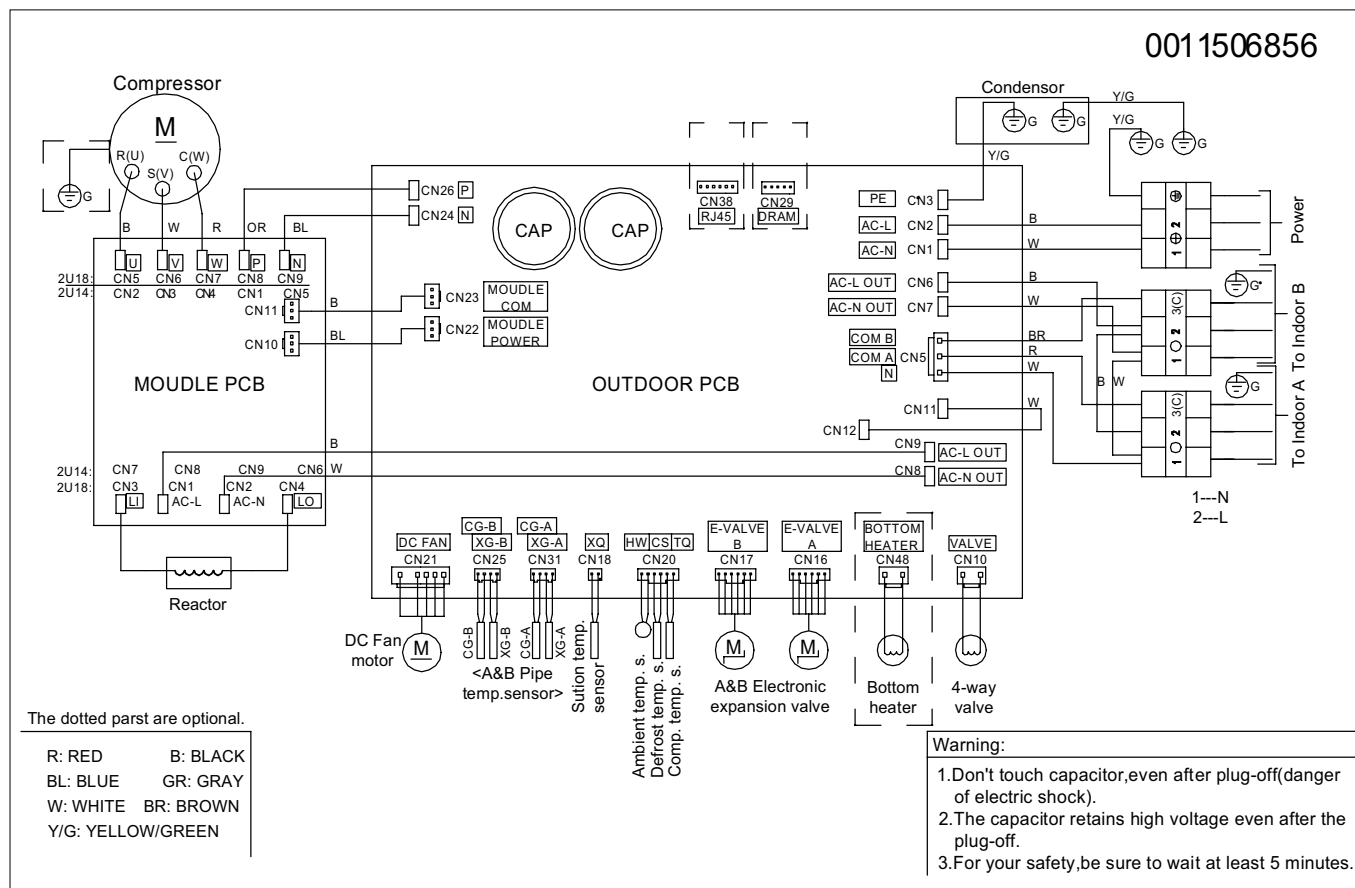 0011506856
Compressor
M
R(U)
C(W)
S(V)
G
B W R OR BL
U V W P N
2U18: CN5 CN6 CN7 CN8 CN9
2U14: CN2 CN3 CN4 CN1 CN5
CN11
CN10
B
BL
MOUDLE PCB
B
W
2U14: CN7 CN8 CN9 CN6
2U18: CN3 CN1 CN2 CN4
LI AC-L AC-N LO
Reactor
CN26 P
CN24 N
CN23 MOUDLE
COM
CN22 MOUDLE
POWER
CAP
CAP
CN38
RJ45
CN29
DRAM
OUTDOOR PCB
Condensor
G
G
Y/G
Y/G
Y/G
G
G
PE CN3
AC-L CN2
AC-N CN1
AC-L OUT CN6
AC-N OUT CN7
COM B
COM A CN5
N
B
W
B
W
BR
R
W
B W
CN11
W
CN12
CN9
AC-L OUT
CN8
AC-N OUT
1 2
Power
G
1 2 3(C)
To Indoor B
G
1 2 3(C)
To Indoor A
1---N
2---L
DC FAN
CN21
CG-B
XG-B
CN25
CG-A
XG-A
CN31
XQ
CN18
HW CS TQ
CN20
E-VALVE
B
CN17
E-VALVE
A
CN16
BOTTOM
HEATER
CN48
VALVE
CN10
DC Fan
motor
M
CG-B
XG-B
CG-A
XG-A
<A&B Pipe
temp.sensor>
Sution temp.
sensor
Ambient temp. s.
Defrost temp. s.
Comp. temp. s.
M
M
A&B Electronic
expansion valve
Bottom
heater
4-way
valve
The dotted parst are optional.
R: RED B: BLACK
BL: BLUE GR: GRAY
W: WHITE BR: BROWN
Y/G: YELLOW/GREEN
Warning:
1.Don't touch capacitor,even after plug-off(danger
of electric shock).
2.The capacitor retains high voltage even after the
plug-off.
3.For your safety,be sure to wait at least 5 minutes.